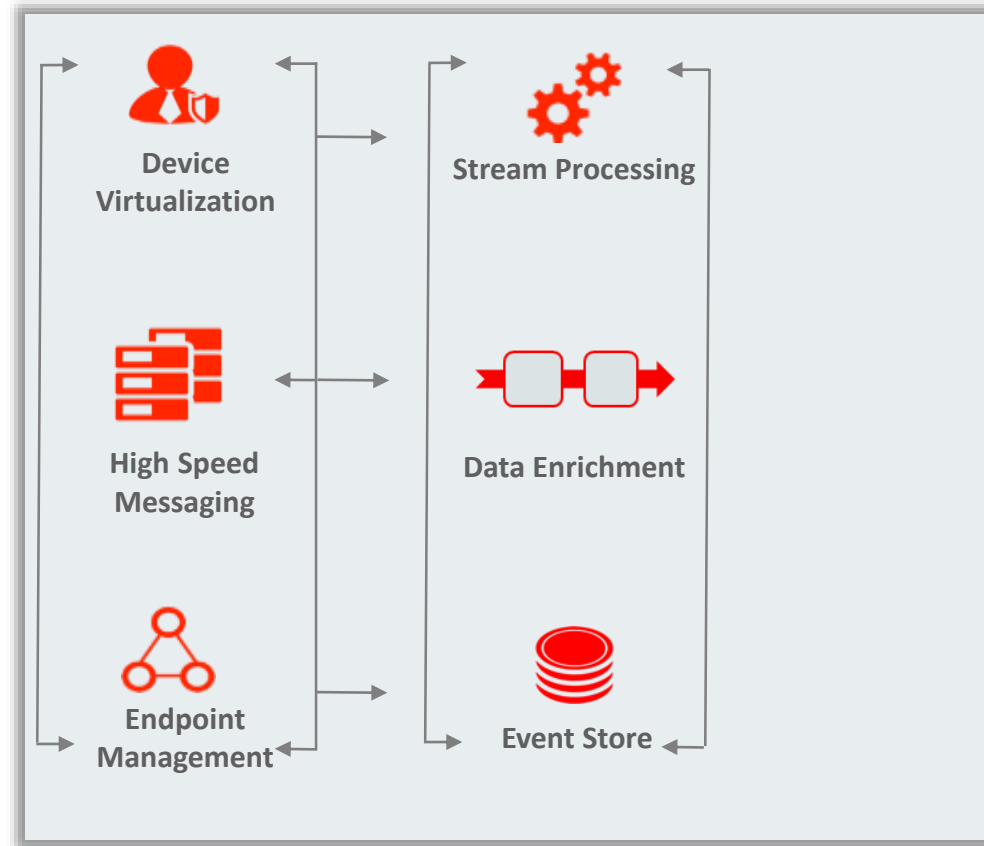 Device
Virtualization
Stream Processing
High Speed
Messaging
Data Enrichment
Endpoint
Management
Event Store